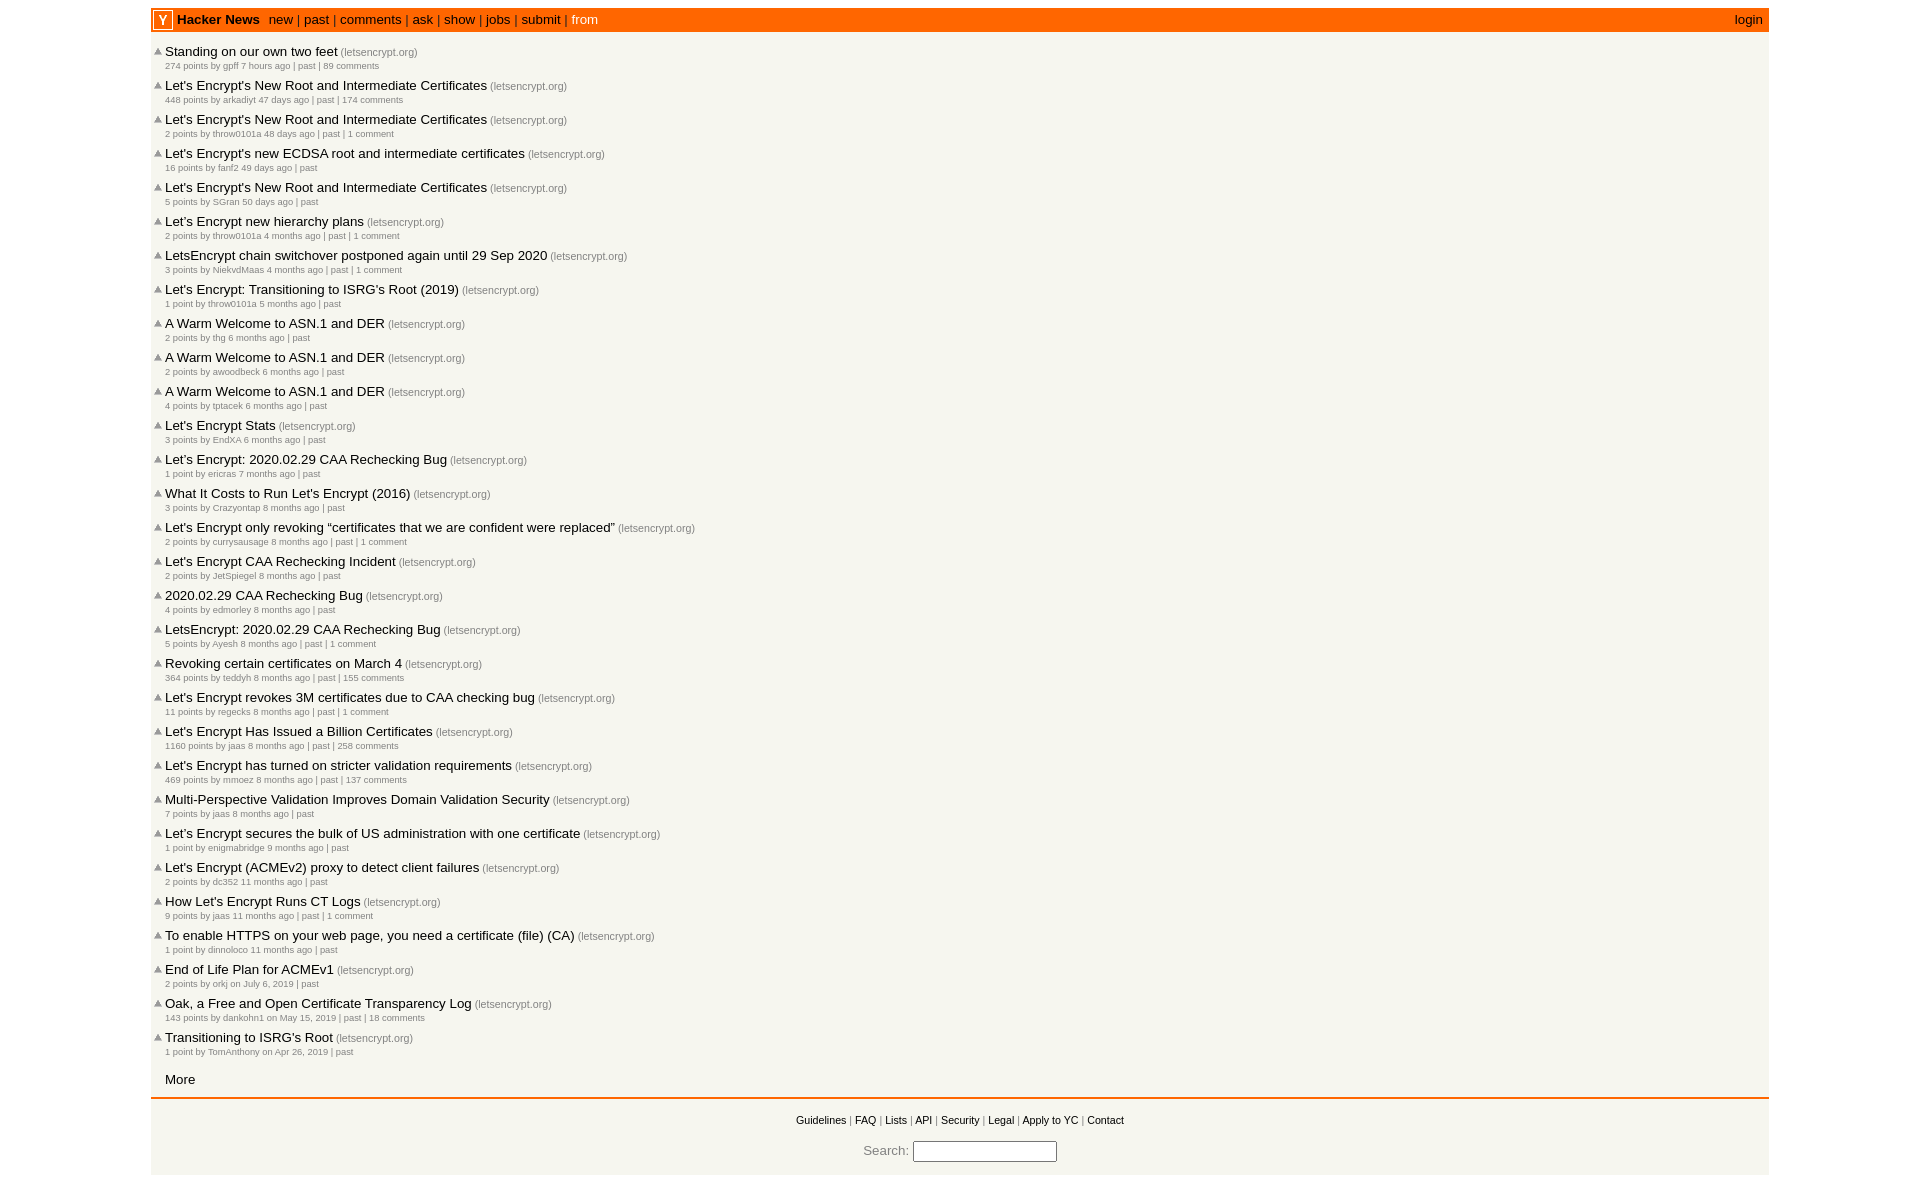 Y Hacker News new | past | comments | ask | show | jobs | submit | from login
Standing on our own two feet (letsencrypt.org)
274 points by gpff 7 hours ago | past | 89 comments
Let's Encrypt's New Root and Intermediate Certificates (letsencrypt.org)
448 points by arkadiyt 47 days ago | past | 174 comments
Let's Encrypt's New Root and Intermediate Certificates (letsencrypt.org)
2 points by throw0101a 48 days ago | past | 1 comment
Let's Encrypt's new ECDSA root and intermediate certificates (letsencrypt.org)
16 points by fanf2 49 days ago | past
Let's Encrypt's New Root and Intermediate Certificates (letsencrypt.org)
5 points by SGran 50 days ago | past
Let’s Encrypt new hierarchy plans (letsencrypt.org)
2 points by throw0101a 4 months ago | past | 1 comment
LetsEncrypt chain switchover postponed again until 29 Sep 2020 (letsencrypt.org)
3 points by NiekvdMaas 4 months ago | past | 1 comment
Let's Encrypt: Transitioning to ISRG's Root (2019) (letsencrypt.org)
1 point by throw0101a 5 months ago | past
A Warm Welcome to ASN.1 and DER (letsencrypt.org)
2 points by thg 6 months ago | past
A Warm Welcome to ASN.1 and DER (letsencrypt.org)
2 points by awoodbeck 6 months ago | past
A Warm Welcome to ASN.1 and DER (letsencrypt.org)
4 points by tptacek 6 months ago | past
Let's Encrypt Stats (letsencrypt.org)
3 points by EndXA 6 months ago | past
Let’s Encrypt: 2020.02.29 CAA Rechecking Bug (letsencrypt.org)
1 point by ericras 7 months ago | past
What It Costs to Run Let's Encrypt (2016) (letsencrypt.org)
3 points by Crazyontap 8 months ago | past
Let's Encrypt only revoking “certificates that we are confident were replaced” (letsencrypt.org)
2 points by currysausage 8 months ago | past | 1 comment
Let's Encrypt CAA Rechecking Incident (letsencrypt.org)
2 points by JetSpiegel 8 months ago | past
2020.02.29 CAA Rechecking Bug (letsencrypt.org)
4 points by edmorley 8 months ago | past
LetsEncrypt: 2020.02.29 CAA Rechecking Bug (letsencrypt.org)
5 points by Ayesh 8 months ago | past | 1 comment
Revoking certain certificates on March 4 (letsencrypt.org)
364 points by teddyh 8 months ago | past | 155 comments
Let's Encrypt revokes 3M certificates due to CAA checking bug (letsencrypt.org)
11 points by regecks 8 months ago | past | 1 comment
Let's Encrypt Has Issued a Billion Certificates (letsencrypt.org)
1160 points by jaas 8 months ago | past | 258 comments
Let's Encrypt has turned on stricter validation requirements (letsencrypt.org)
469 points by mmoez 8 months ago | past | 137 comments
Multi-Perspective Validation Improves Domain Validation Security (letsencrypt.org)
7 points by jaas 8 months ago | past
Let’s Encrypt secures the bulk of US administration with one certificate (letsencrypt.org)
1 point by enigmabridge 9 months ago | past
Let's Encrypt (ACMEv2) proxy to detect client failures (letsencrypt.org)
2 points by dc352 11 months ago | past
How Let's Encrypt Runs CT Logs (letsencrypt.org)
9 points by jaas 11 months ago | past | 1 comment
To enable HTTPS on your web page, you need a certificate (file) (CA) (letsencrypt.org)
1 point by dinnoloco 11 months ago | past
End of Life Plan for ACMEv1 (letsencrypt.org)
2 points by orkj on July 6, 2019 | past
Oak, a Free and Open Certificate Transparency Log (letsencrypt.org)
143 points by dankohn1 on May 15, 2019 | past | 18 comments
Transitioning to ISRG's Root (letsencrypt.org)
1 point by TomAnthony on Apr 26, 2019 | past
More
Guidelines | FAQ | Lists | API | Security | Legal | Apply to YC | Contact
Search: